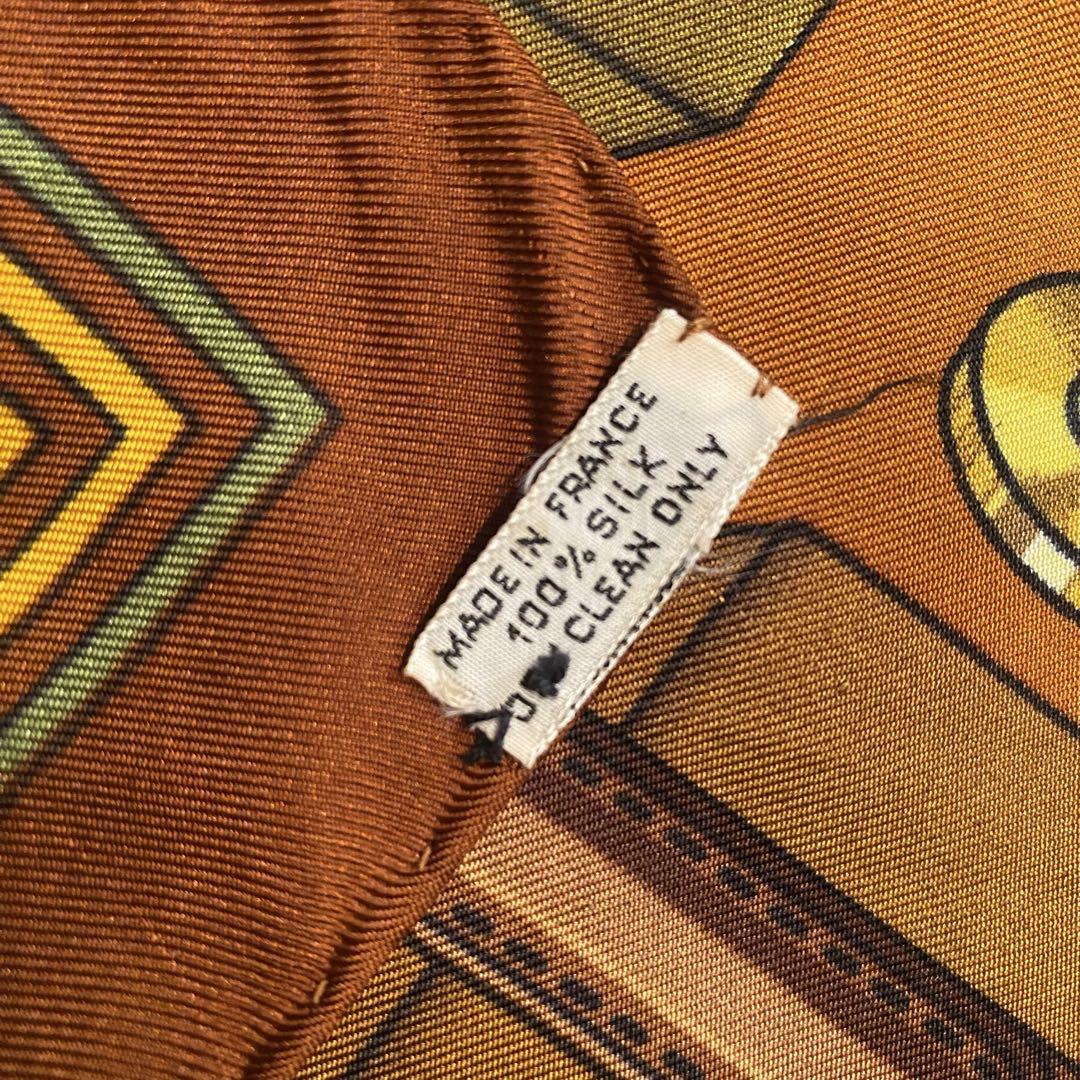 MADE IN FRANCE
100% SILK
CLEAN ONLY